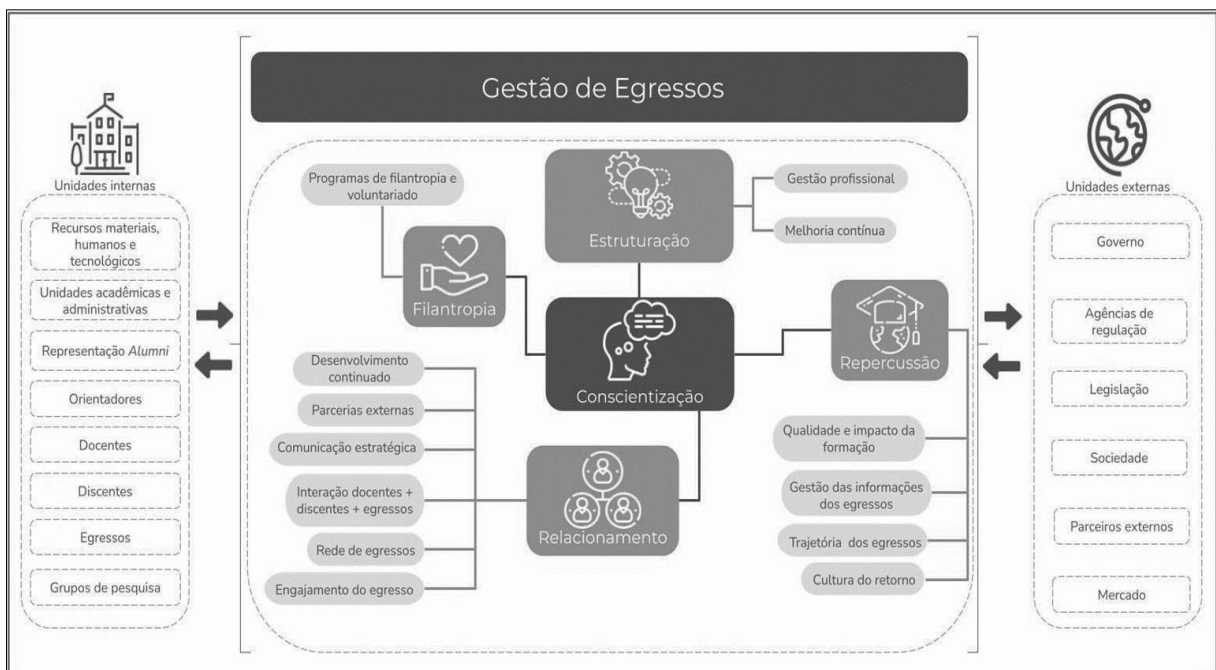 Gestão de Egressos
Unidades internas
Recursos materiais,
humanos e
tecnológicos
Unidades acadêmicas e
administrativas
Representação Alumni
Orientadores
Docentes
Discentes
Egressos
Grupos de pesquisa
Programas de filantropia e
voluntariado
Filantropia
Estruturação
Gestão profissional
Melhoria contínua
Conscientização
Repercussão
Desenvolvimento
continuado
Parcerias externas
Comunicação estratégica
Interação docentes +
discentes + egressos
Rede de egressos
Engajamento do egresso
Relacionamento
Qualidade e impacto da
formação
Gestão das informações
dos egressos
Trajetória dos egressos
Cultura do retorno
Unidades externas
Governo
Agências de
regulação
Legislação
Sociedade
Parceiros externos
Mercado